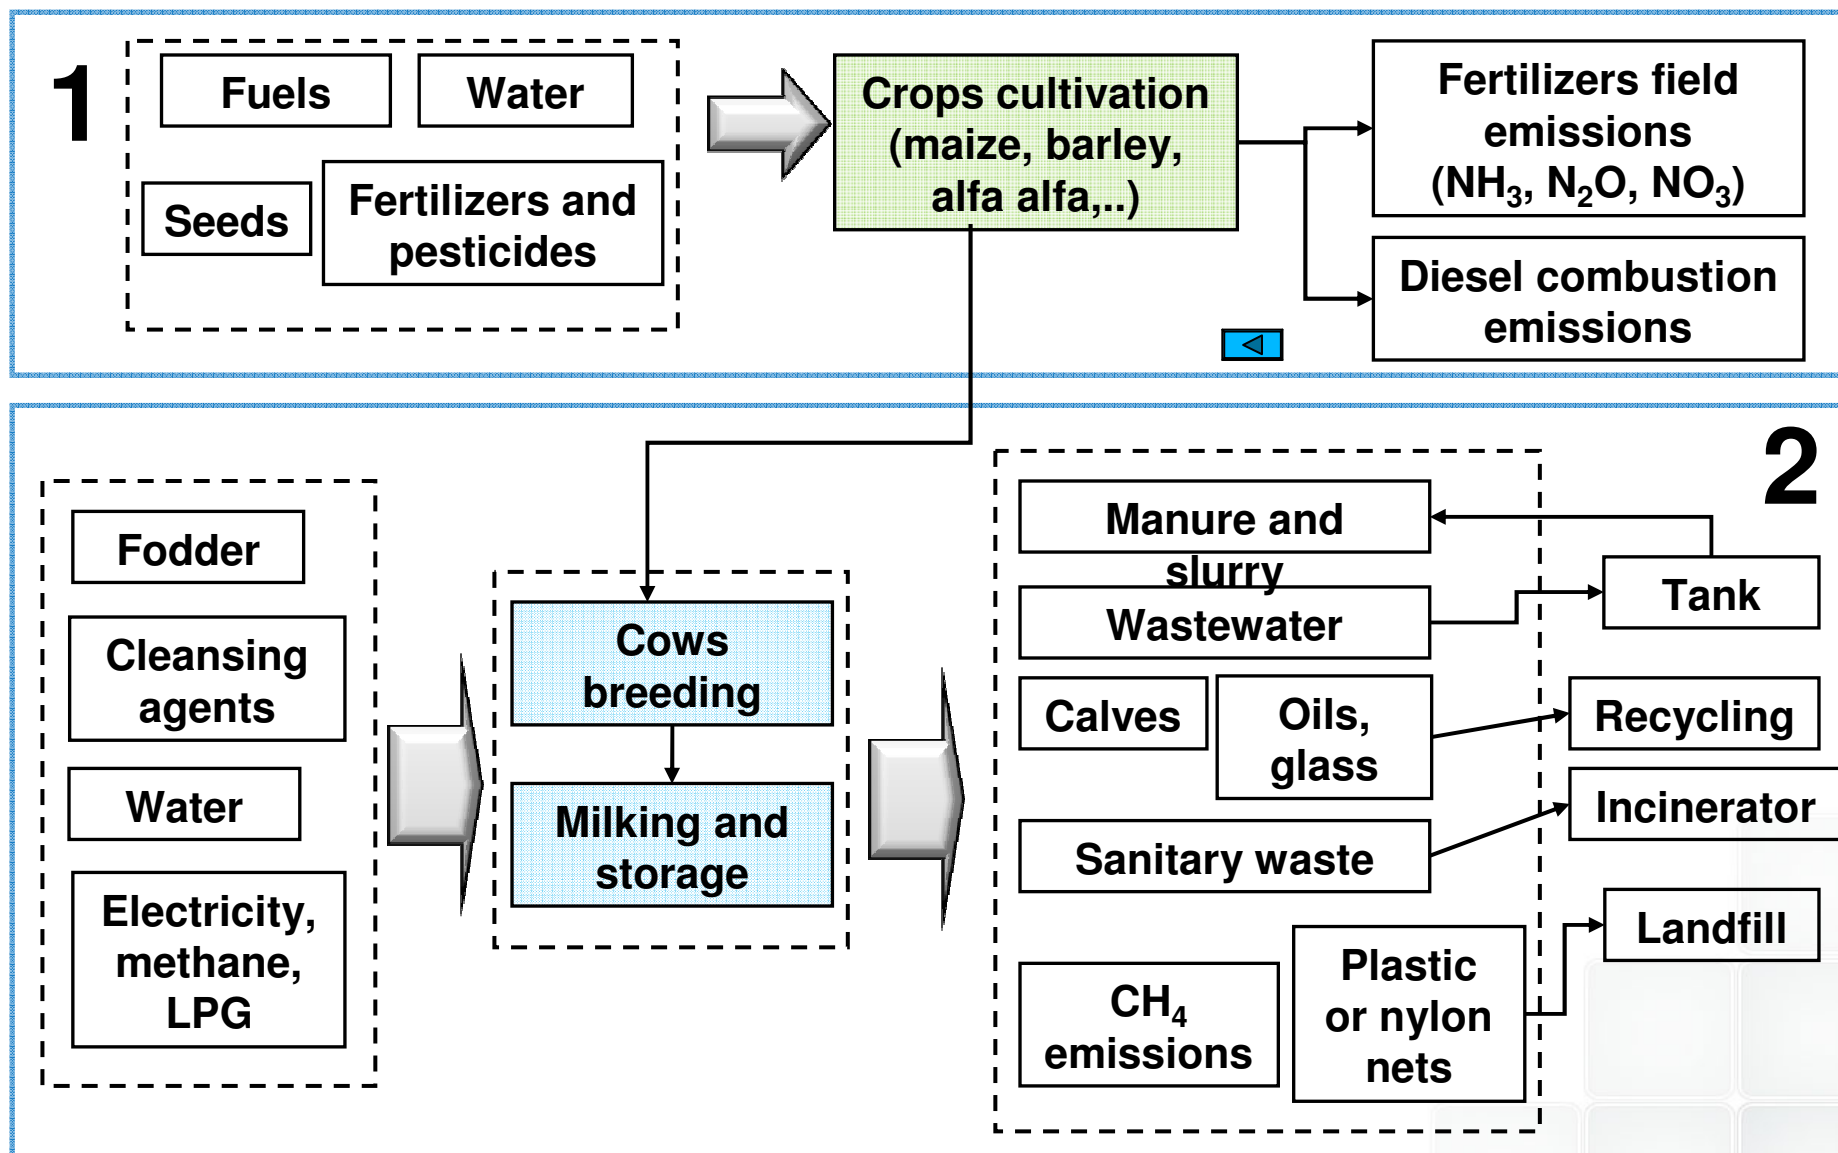 1
Fuels
Water
Seeds
Fertilizers and
pesticides
Crops cultivation
(maize, barley,
alfa alfa,..)
Fertilizers field
emissions
(NH₃, N₂O, NO₃)
Diesel combustion
emissions
2
Fodder
Cleansing
agents
Water
Electricity,
methane,
LPG
Cows
breeding
Milking and
storage
Manure and
slurry
Wastewater
Calves
Oils,
glass
Sanitary waste
CH₄
emissions
Plastic
or nylon
nets
Tank
Recycling
Incinerator
Landfill